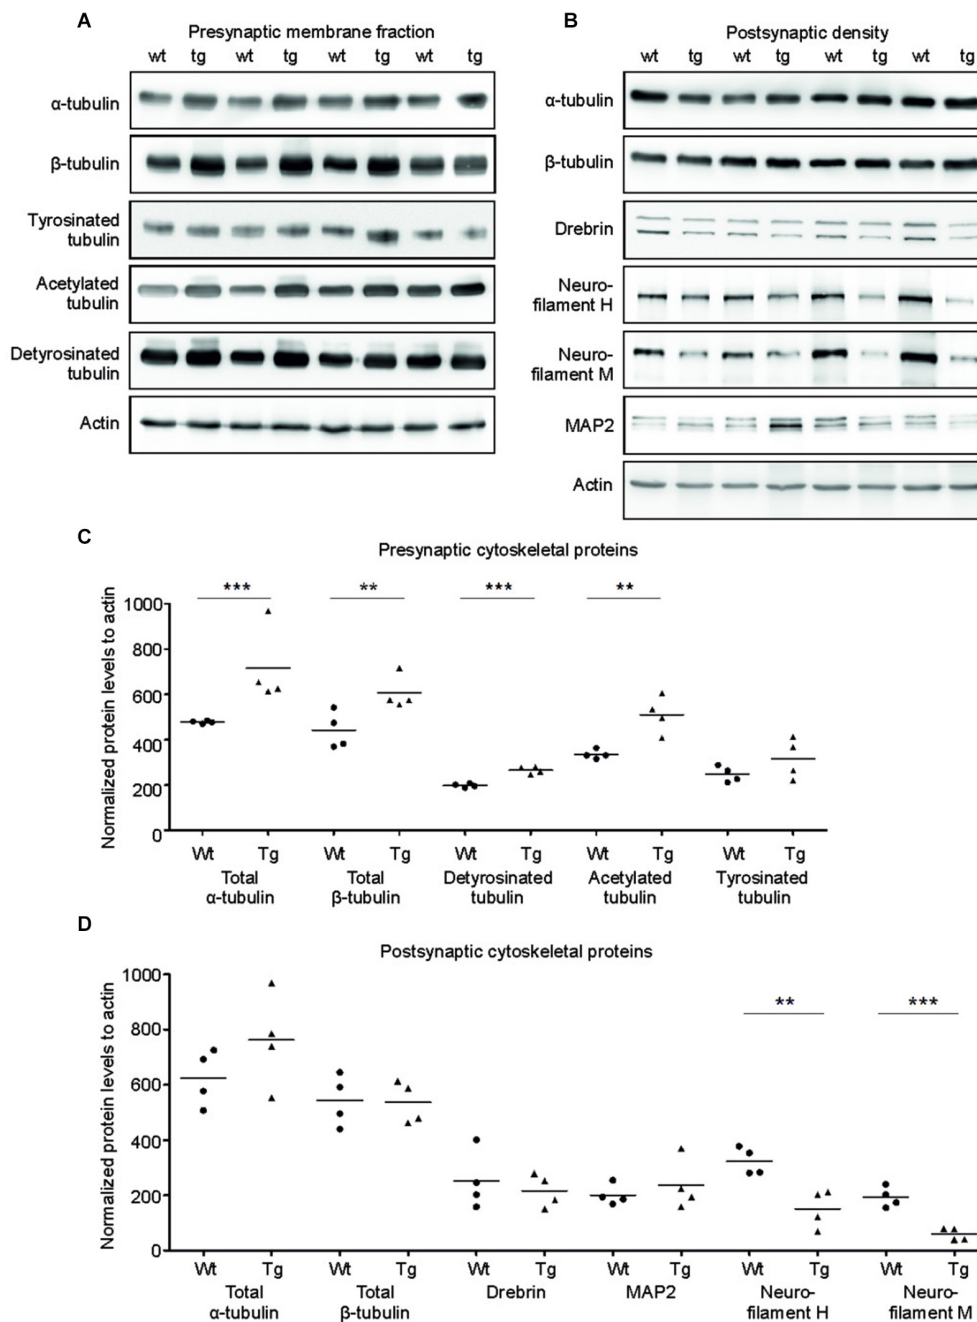 A
Presynaptic membrane fraction
wt tg wt tg wt tg wt tg
α-tubulin
β-tubulin
Tyrosinated
tubulin
Acetylated
tubulin
Detyrosinated
tubulin
Actin
B
Postsynaptic density
wt tg wt tg wt tg wt tg
α-tubulin
β-tubulin
Drebrin
Neuro-
filament H
Neuro-
filament M
MAP2
Actin
C
Presynaptic cytoskeletal proteins
*** ** *** **
Normalized protein levels to actin
1000
800
600
400
200
0
Wt Tg Wt Tg Wt Tg Wt Tg Wt Tg
Total Total Detyrosinated Acetylated Tyrosinated
α-tubulin β-tubulin tubulin tubulin tubulin
D
Postsynaptic cytoskeletal proteins
** ***
Normalized protein levels to actin
1000
800
600
400
200
0
Wt Tg Wt Tg Wt Tg Wt Tg Wt Tg Wt Tg
Total Total Drebrin MAP2 Neuro- Neuro-
α-tubulin β-tubulin filament H filament M